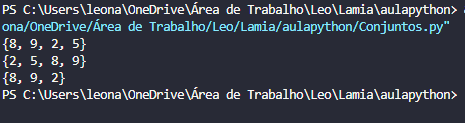 PS C:\Users\leona\OneDrive\Área de Trabalho\Leo\Lamia\aulapython>
ona/OneDrive/Área de Trabalho/Leo/Lamia/aulapython/Conjuntos.py"
{8, 9, 2, 5}
{2, 5, 8, 9}
{8, 9, 2}
PS C:\Users\leona\OneDrive\Área de Trabalho\Leo\Lamia\aulapython>